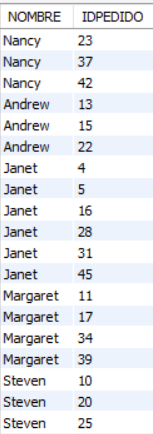 NOMBRE IDPEDIDO
Nancy 23
Nancy 37
Nancy 42
Andrew 13
Andrew 15
Andrew 22
Janet 4
Janet 5
Janet 16
Janet 28
Janet 31
Janet 45
Margaret 11
Margaret 17
Margaret 34
Margaret 39
Steven 10
Steven 20
Steven 25